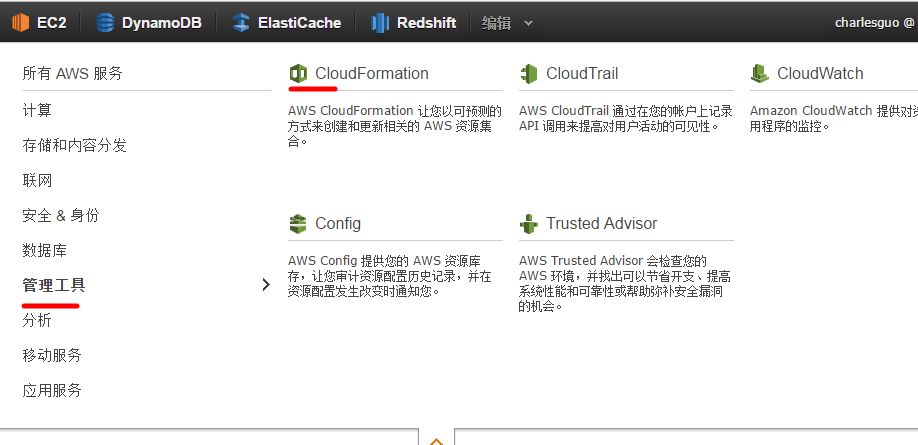 EC2 DynamoDB ElastiCache Redshift 编辑 charlesguo @
所有 AWS 服务
计算
存储和内容分发
联网
安全 & 身份
数据库
管理工具
分析
移动服务
应用服务
CloudFormation
AWS CloudFormation 让您以可预测的
方式来创建和更新相关的 AWS 资源集
合。
CloudTrail
AWS CloudTrail 通过在您的帐户上记录
API 调用来提高对用户活动的可见性。
CloudWatch
Amazon CloudWatch 提供对资
用程序的监控。
Config
AWS Config 提供您的 AWS 资源库
存，让您审计资源配置历史记录，并在
资源配置发生改变时通知您。
Trusted Advisor
AWS Trusted Advisor 会检查您的
AWS 环境，并找出可以节省开支、提高
系统性能和可靠性或帮助弥补安全漏洞
的机会。